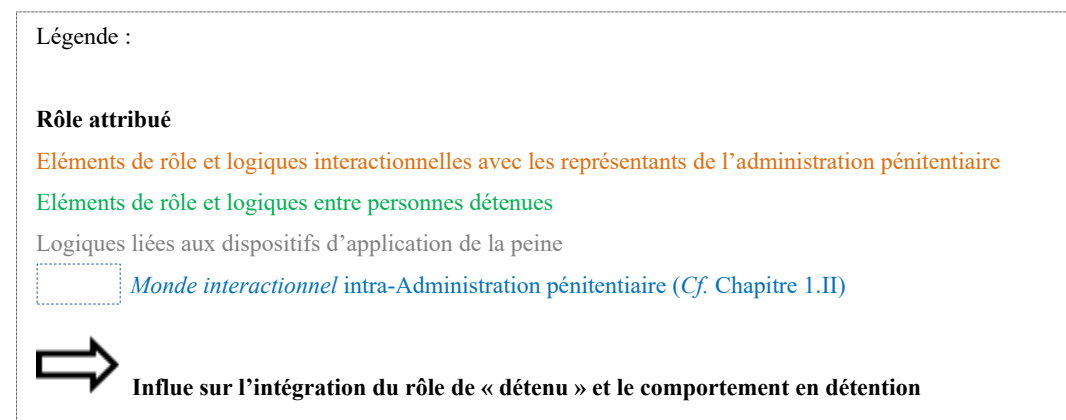 Légende :
Rôle attribué
Eléments de rôle et logiques interactionnelles avec les représentants de l’administration pénitentiaire
Eléments de rôle et logiques entre personnes détenues
Logiques liées aux dispositifs d’application de la peine
Monde interactionnel intra-Administration pénitentiaire (Cf. Chapitre 1.II)
Influe sur l’intégration du rôle de « détenu » et le comportement en détention